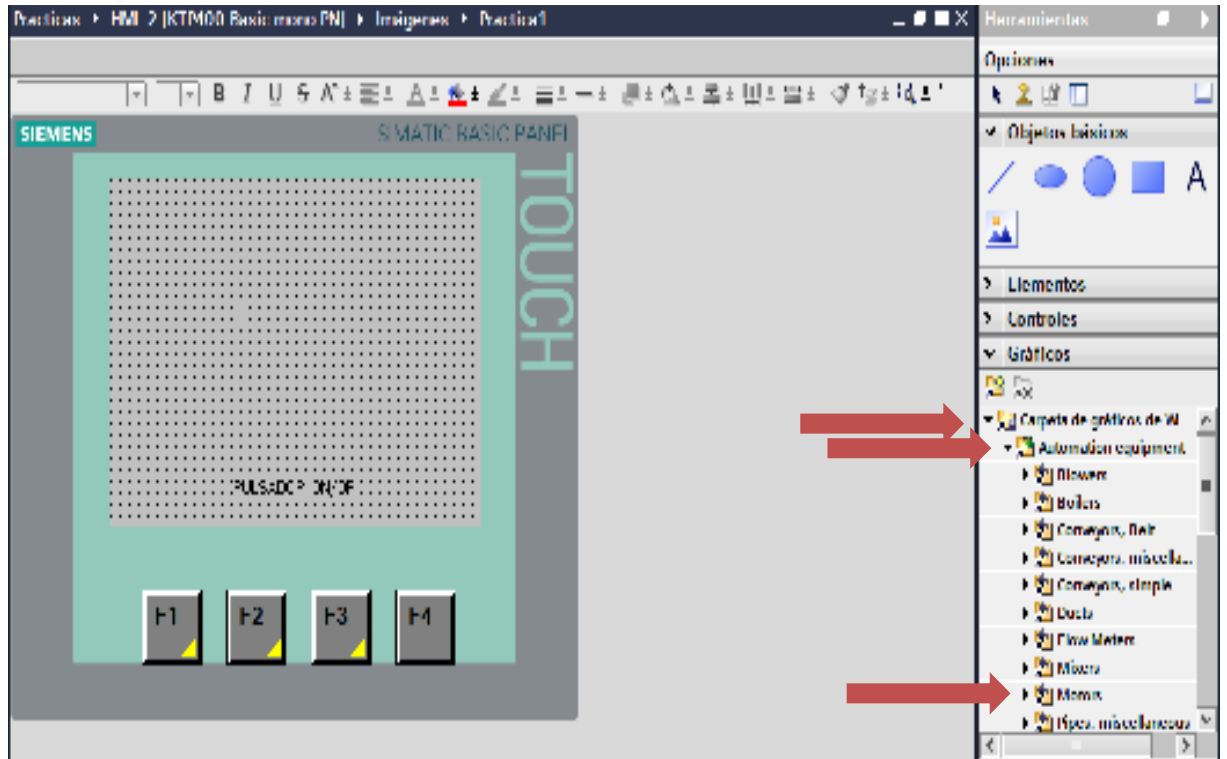 Practicas ▸ HMI_2 [KTP400 Basic mono PN] ▸ Imágenes ▸ Practica1
Herramientas
Opciones
B I U S A
SIEMENS
SIMATIC BASIC PANEL
TOUCH
PULSADOR ON/OF
F1 F2 F3 F4
Objetos básicos
A
Elementos
Controles
Gráficos
Carpeta de gráficos de W
Automation equipment
Blowers
Boilers
Conveyors, Belt
Conveyors, miscella...
Conveyors, simple
Ducts
Flow Meters
Mixers
Motors
Pipes, miscellaneous